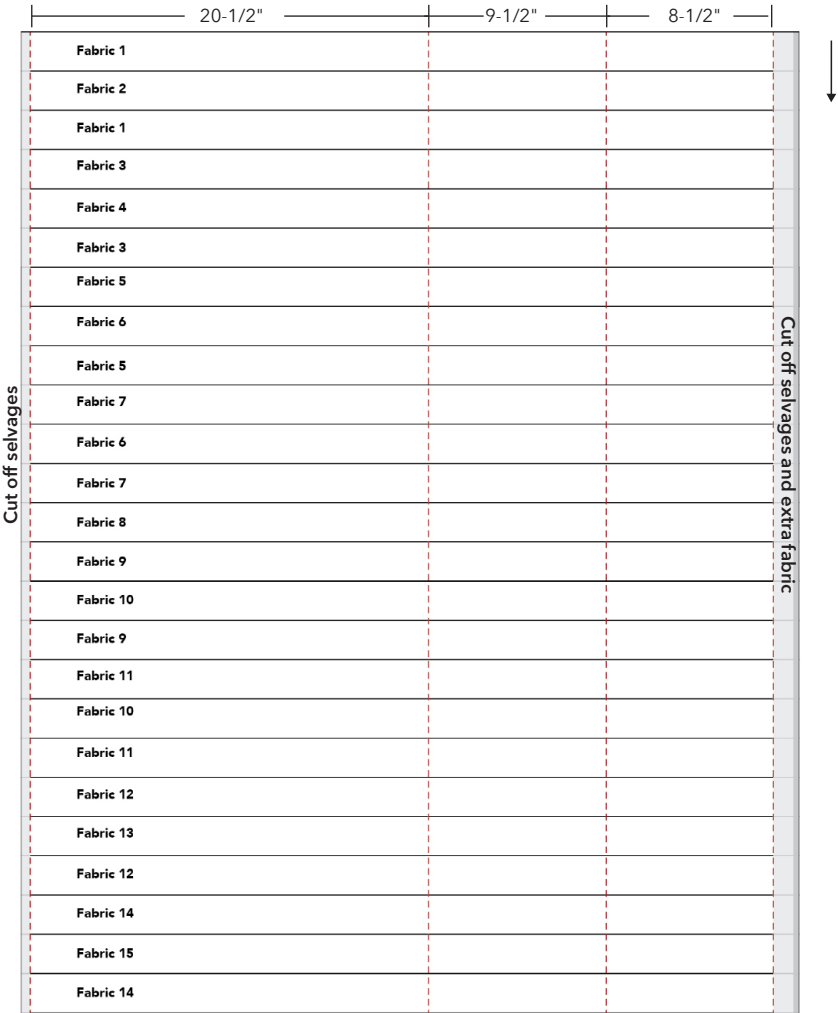 20-1/2" 9-1/2" 8-1/2"
Fabric 1
Fabric 2
Fabric 1
Fabric 3
Fabric 4
Fabric 3
Fabric 5
Fabric 6
Fabric 5
Fabric 7
Fabric 6
Fabric 7
Fabric 8
Fabric 9
Fabric 10
Fabric 9
Fabric 11
Fabric 10
Fabric 11
Fabric 12
Fabric 13
Fabric 12
Fabric 14
Fabric 15
Fabric 14
Cut off selvages
Cut off selvages and extra fabric